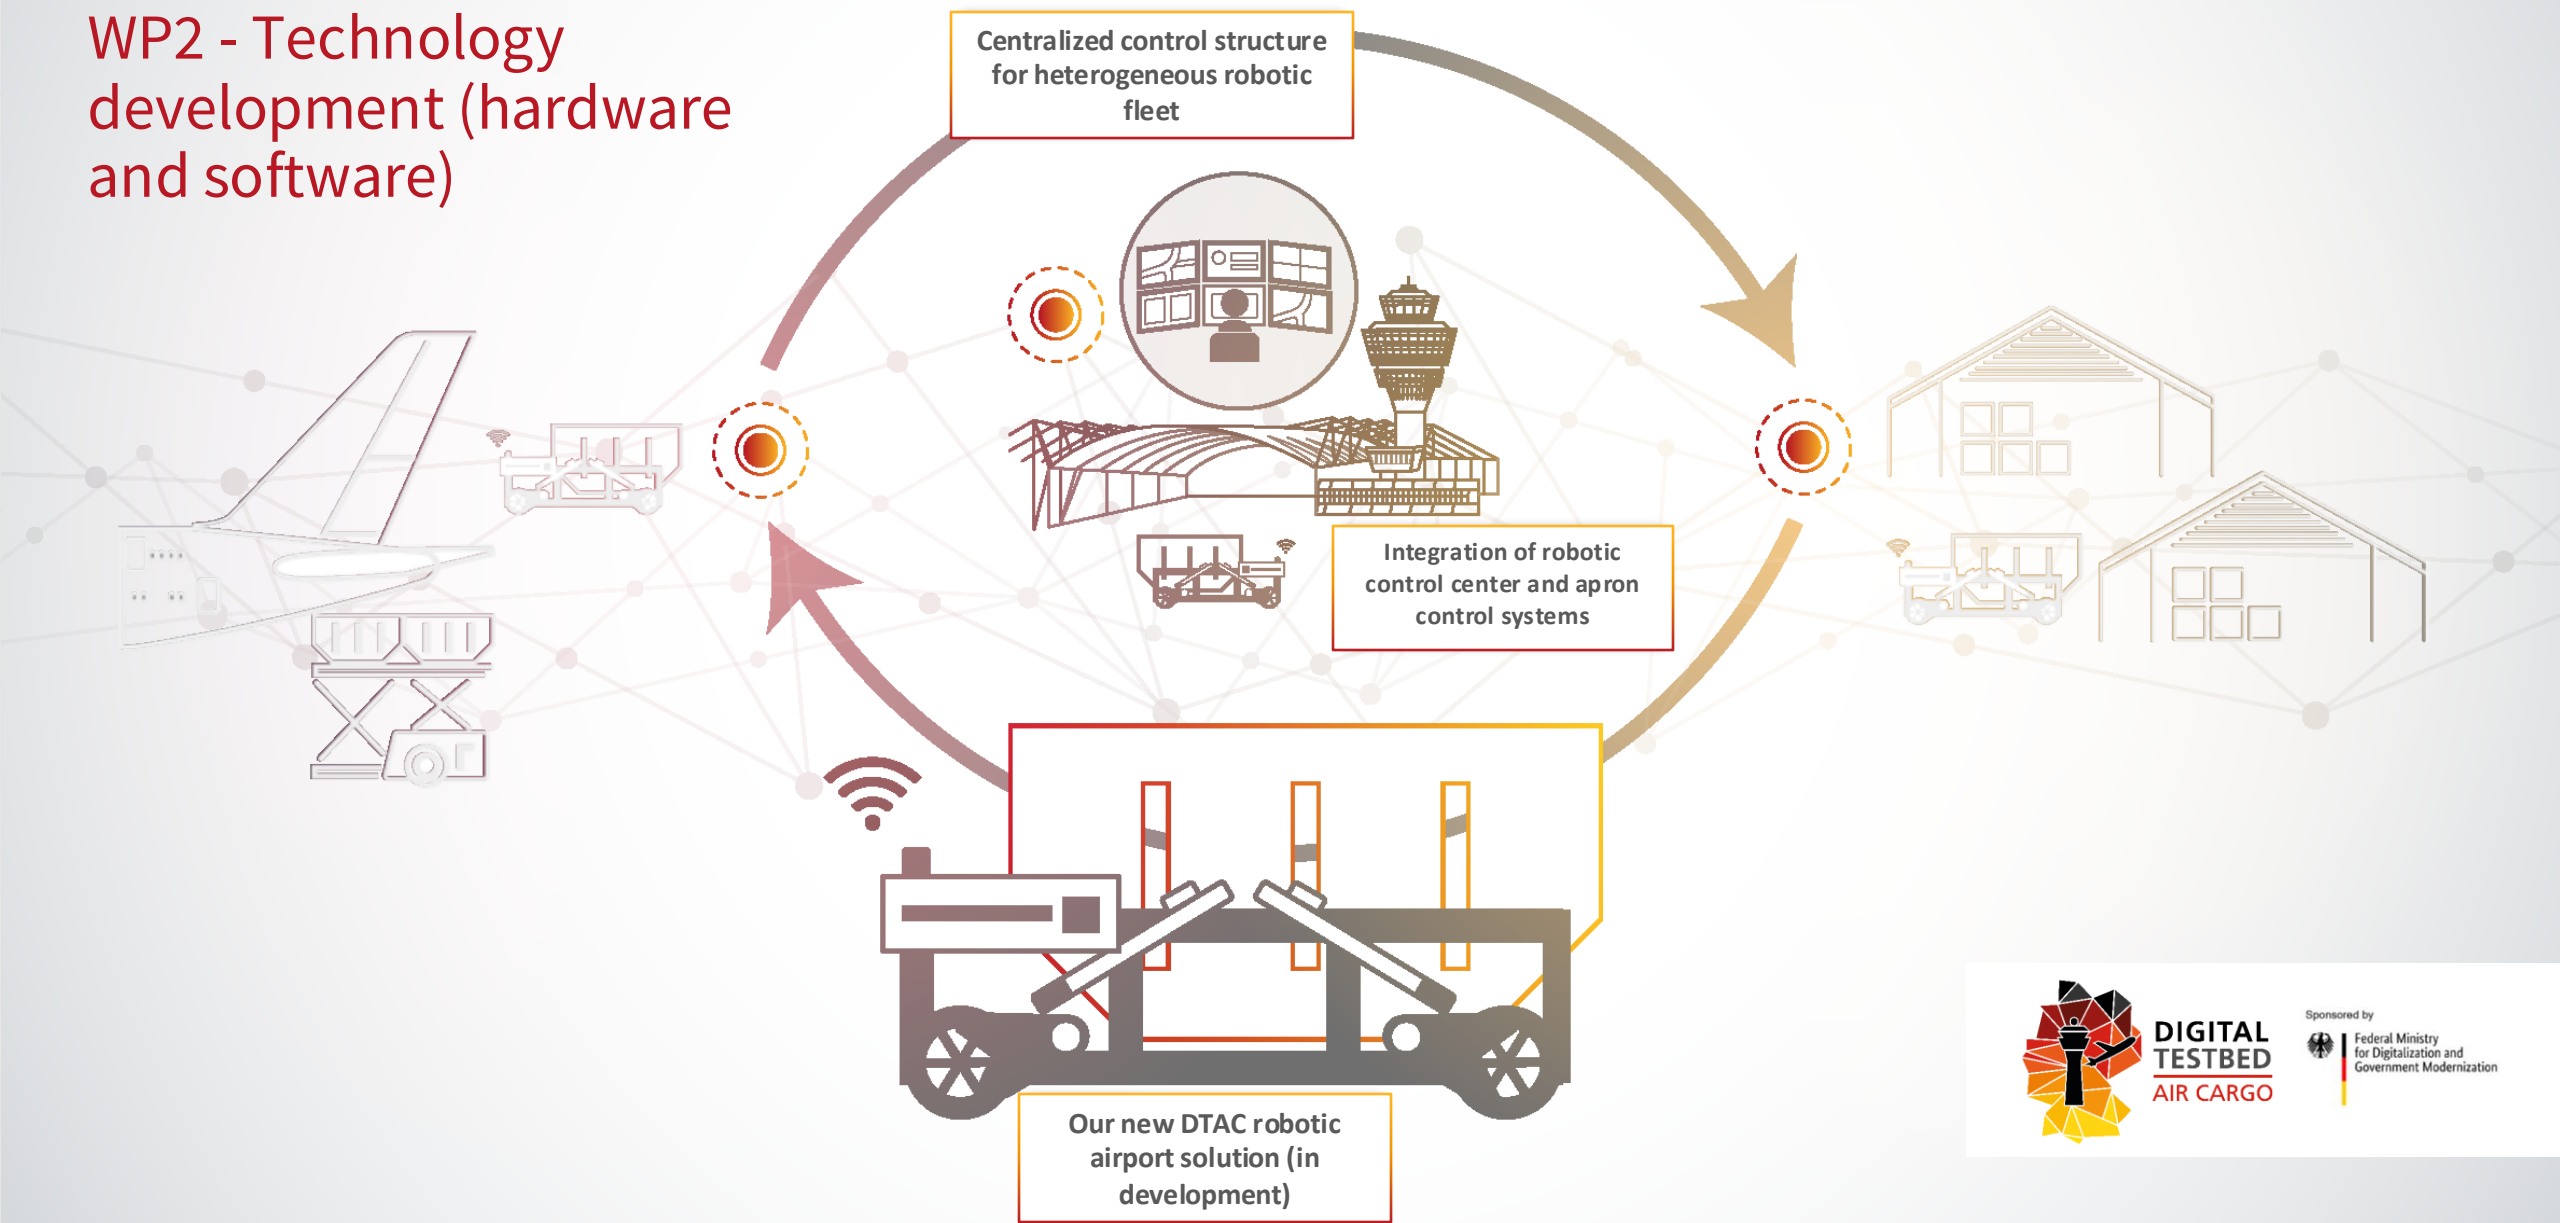 WP2 - Technology
development (hardware
and software)
Centralized control structure
for heterogeneous robotic
fleet
Integration of robotic
control center and apron
control systems
Our new DTAC robotic
airport solution (in
development)
DIGITAL
TESTBED
AIR CARGO
Sponsored by
Federal Ministry
for Digitalization and
Government Modernization